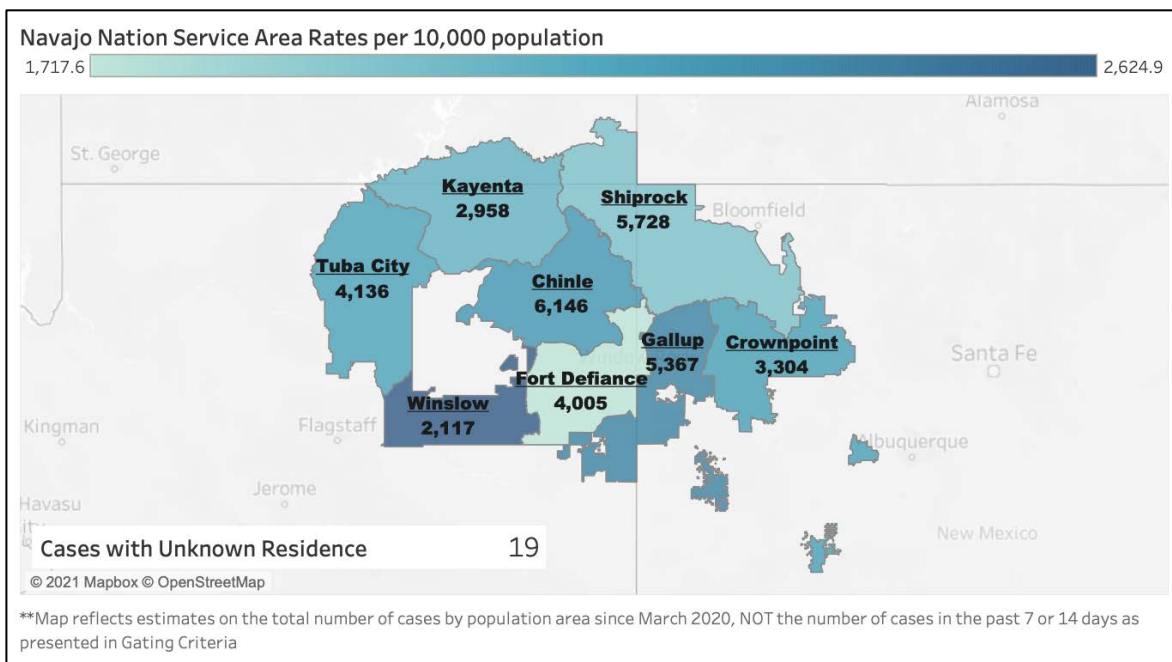 Navajo Nation Service Area Rates per 10,000 population
1,717.6
2,624.9
Alamosa
St. George
Kayenta
2,958
Shiprock
5,728
Bloomfield
Tuba City
4,136
Chinle
6,146
Gallup
5,367
Crownpoint
3,304
Santa Fe
Window
Fort Defiance
4,005
Winslow
2,117
Kingman
Flagstaff
Albuquerque
Jerome
Havasu
New Mexico
Cases with Unknown Residence 19
© 2021 Mapbox © OpenStreetMap
**Map reflects estimates on the total number of cases by population area since March 2020, NOT the number of cases in the past 7 or 14 days as
presented in Gating Criteria